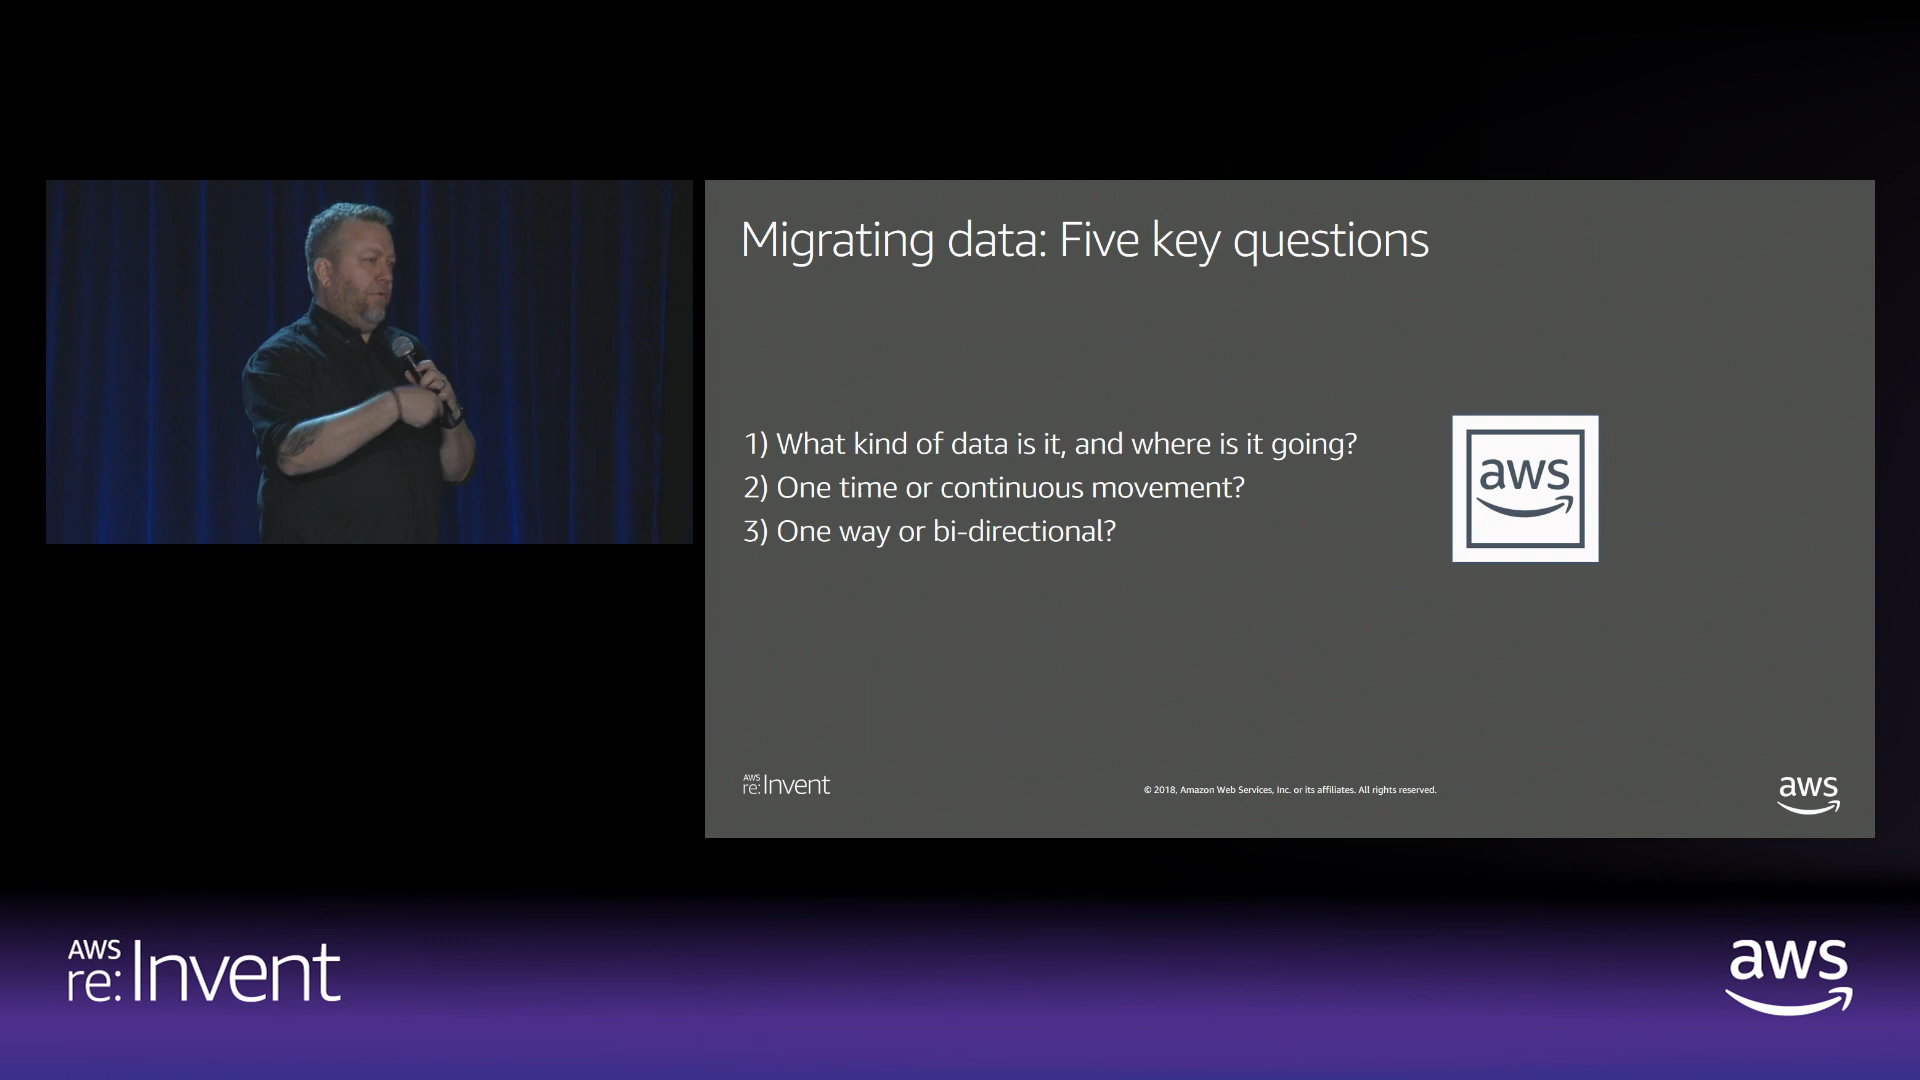 Migrating data: Five key questions
1) What kind of data is it, and where is it going?
2) One time or continuous movement?
3) One way or bi-directional?
aws
AWS
re:Invent
© 2018, Amazon Web Services, Inc. or its affiliates. All rights reserved.
aws
AWS
re:Invent
aws